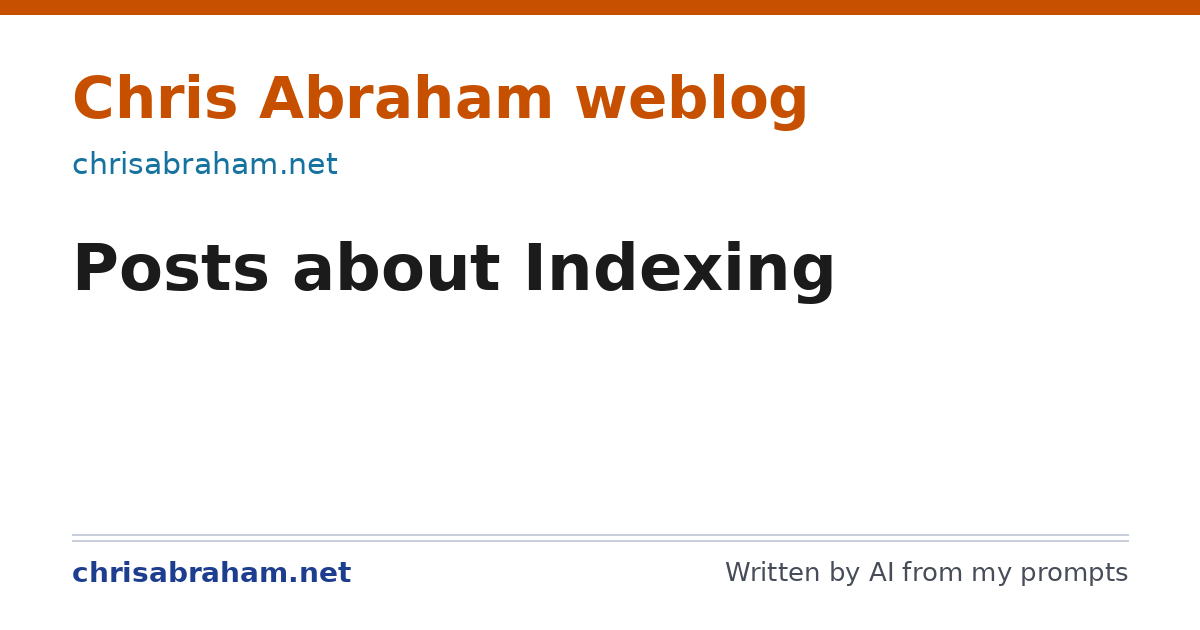 Chris Abraham weblog
chrisabraham.net
Posts about Indexing
chrisabraham.net
Written by AI from my prompts